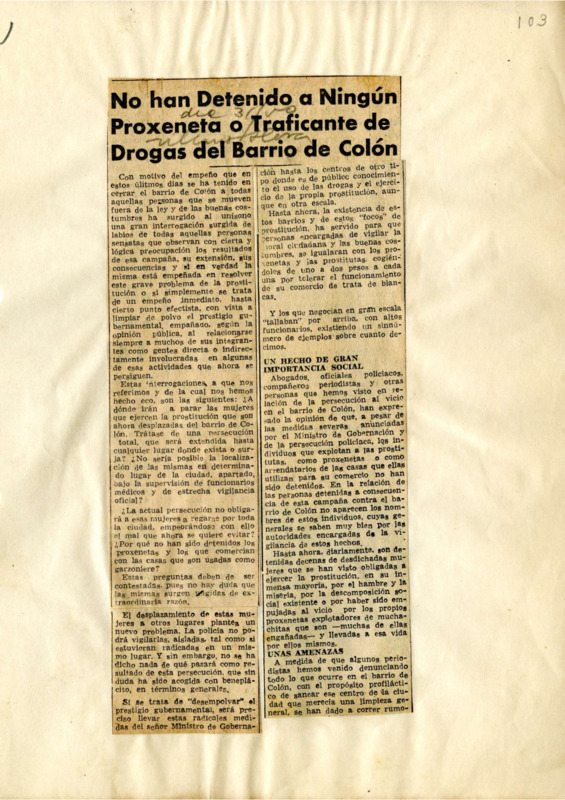 103
No han Detenido a Ningún
Proxeneta o Traficante de
Drogas del Barrio de Colón
Con motivo del empeño que en
estos últimos días se ha tenido en
cerrar el barrio de Colón a todas
aquellas personas que se mueven
fuera de la ley y de las buenas cos-
tumbres ha surgido al unísono
una gran interrogación surgida de
labios de todas aquellas personas
sensatas que observan con cierta y
lógica preocupación los resultados
de esa campaña, su extensión, sus
consecuencias y si en verdad la
misma está empeñada en resolver
este grave problema de la prosti-
tución o si simplemente se trata
de un empeño inmediato, hasta
cierto punto efectista, con vista a
limpiar de polvo el prestigio gu-
bernamental, empañado, según la
opinión pública, al relacionarse
siempre a muchos de sus integran-
tes como gentes directa o indirec-
tamente involucradas en algunas
de esas actividades que ahora se
persiguen.
Estas interrogaciones, a que nos
referimos y de la cual nos hemos
hecho eco, son las siguientes: ¿A
dónde irán a parar las mujeres
que ejercen la prostitución que son
ahora desplazadas del barrio de Co-
lón. Trátase de una persecución
total, que será extendida hasta
cualquier lugar donde exista o sur-
ja? ¿No sería posible la localiza-
ción de las mismas en determina-
do lugar de la ciudad, apartado,
bajo la supervisión de funcionarios
médicos y de estrecha vigilancia
oficial?
¿La actual persecución no obliga-
rá a esas mujeres a regarse por toda
la ciudad, empeorándose con ello
el mal que ahora se quiere evitar?
¿Por qué no han sido detenidos los
proxenetas y los que comercian
con las casas que son usadas como
garzoniere?
Estas preguntas deben de ser
contestadas, pues no hay duda que
las mismas surgen ungidas de ex-
traordinaria razón.
El desplazamiento de estas mu-
jeres a otros lugares plantea un
nuevo problema. La policía no po-
drá vigilarlas, aisladas, tal como si
estuvieran radicadas en un mis-
mo lugar. Y sin embargo, no se ha
dicho nada de qué pasará como re-
sultado de esta persecución, que sin
duda ha sido acogida con beneplá-
cito, en términos generales.
Si se trata de "desempolvar" el
prestigio gubernamental, será pre-
ciso llevar estas radicales medi-
das del señor Ministro de Goberna-
ción hasta los centros de otro ti-
po donde es de público conocimien-
to el uso de las drogas y el ejerci-
cio de la propia prostitución, aun-
que en otra escala.
Hasta ahora, la existencia de es-
tos barrios y de estos "focos" de
prostitución, ha servido para que
personas encargadas de vigilar la
moral ciudadana y las buenas cos-
tumbres, se igualaran con los pro-
xenetas y las prostitutas cogién-
doles de uno a dos pesos a cada
una por tolerar el funcionamiento
de su comercio de trata de blan-
cas.
Y los que negocian en gran escala
"tallaban" por arriba, con altos
funcionarios, existiendo un sinnú-
mero de ejemplos sobre cuanto de-
cimos.
UN HECHO DE GRAN
IMPORTANCIA SOCIAL
Abogados, oficiales policíacos,
compañeros periodistas y otras
personas que hemos visto en re-
lación de la persecución al vicio
en el barrio de Colón, han expre-
sado la opinión de que, a pesar de
las medidas severas anunciadas
por el Ministro de Gobernación y
de la persecución policíaca, los in-
dividuos que explotan a las prosti-
tutas, como proxenetas o como
arrendatarios de las casas que ellas
utilizan para su comercio no han
sido detenidos. En la relación de
las personas detenidas a consecuen-
cia de esta campaña contra el ba-
rrio de Colón no aparecen los nom-
bres de estos individuos, cuyas ge-
nerales se saben muy bien por las
autoridades encargadas de la vi-
gilancia de estos hechos.
Hasta ahora, diariamente, son de-
tenidas decenas de desdichadas mu-
jeres que se han visto obligadas a
ejercer la prostitución, en su in-
mensa mayoría, por el hambre y la
miseria, por la descomposición so-
cial existente o por haber sido em-
pujadas al vicio por los propios
proxenetas explotadores de mucha-
chitas que son —muchas de ellas
engañadas— y llevadas a esa vida
por ellos mismos.
UNAS AMENAZAS
A medida de que algunos perio-
distas hemos venido denunciando
todo lo que ocurre en el barrio de
Colón, con el propósito profilácti-
co de sanear ese centro de la ciu-
dad que merecía una limpieza ge-
neral, se han dado a correr rumo-